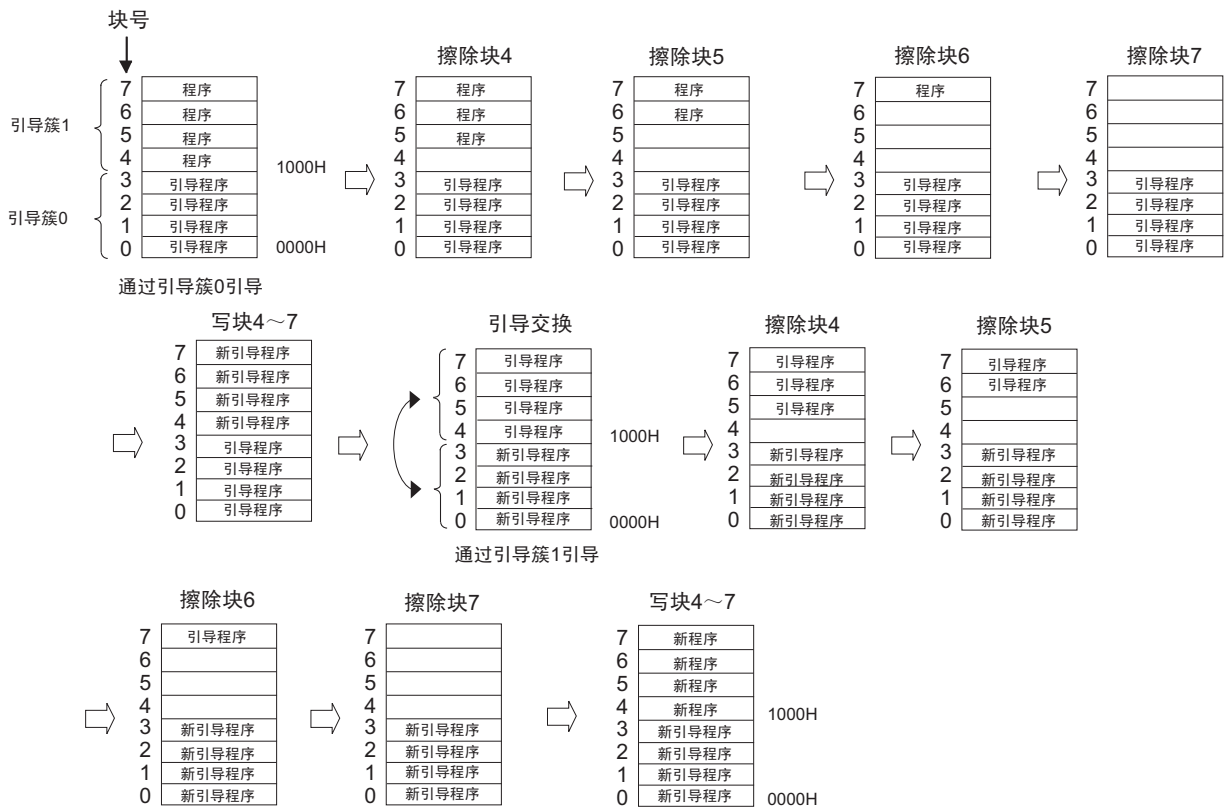 块号
7 程序
6 程序
5 程序
4 程序
3 引导程序
2 引导程序
1 引导程序
0 引导程序
引导簇1
引导簇0
1000H
0000H
通过引导簇0引导
擦除块4
7 程序
6 程序
5 程序
4
3 引导程序
2 引导程序
1 引导程序
0 引导程序
擦除块5
7 程序
6 程序
5
4
3 引导程序
2 引导程序
1 引导程序
0 引导程序
擦除块6
7 程序
6
5
4
3 引导程序
2 引导程序
1 引导程序
0 引导程序
擦除块7
7
6
5
4
3 引导程序
2 引导程序
1 引导程序
0 引导程序
写块4～7
7 新引导程序
6 新引导程序
5 新引导程序
4 新引导程序
3 引导程序
2 引导程序
1 引导程序
0 引导程序
引导交换
7 引导程序
6 引导程序
5 引导程序
4 引导程序
3 新引导程序
2 新引导程序
1 新引导程序
0 新引导程序
1000H
0000H
通过引导簇1引导
擦除块4
7 引导程序
6 引导程序
5 引导程序
4
3 新引导程序
2 新引导程序
1 新引导程序
0 新引导程序
擦除块5
7 引导程序
6 引导程序
5
4
3 新引导程序
2 新引导程序
1 新引导程序
0 新引导程序
擦除块6
7 引导程序
6
5
4
3 新引导程序
2 新引导程序
1 新引导程序
0 新引导程序
擦除块7
7
6
5
4
3 新引导程序
2 新引导程序
1 新引导程序
0 新引导程序
写块4～7
7 新程序
6 新程序
5 新程序
4 新程序
3 新引导程序
2 新引导程序
1 新引导程序
0 新引导程序
1000H
0000H